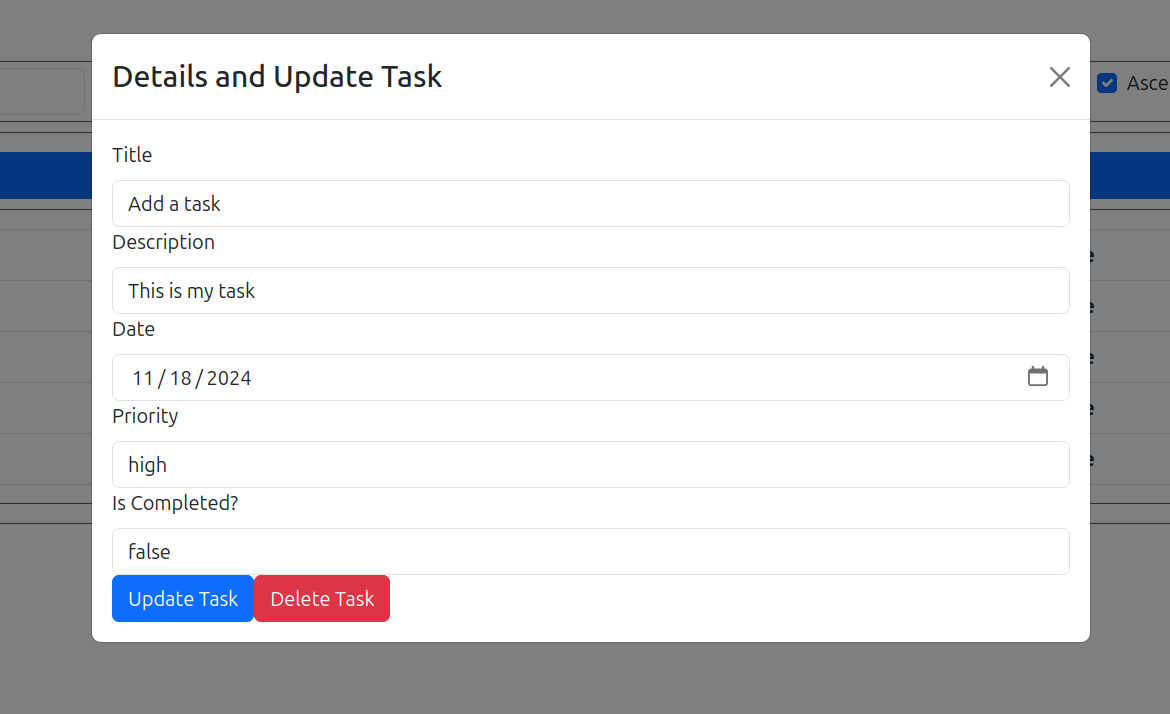 Details and Update Task
Asce
Title
Add a task
Description
This is my task
Date
11/18/2024
Priority
high
Is Completed?
false
Update Task Delete Task